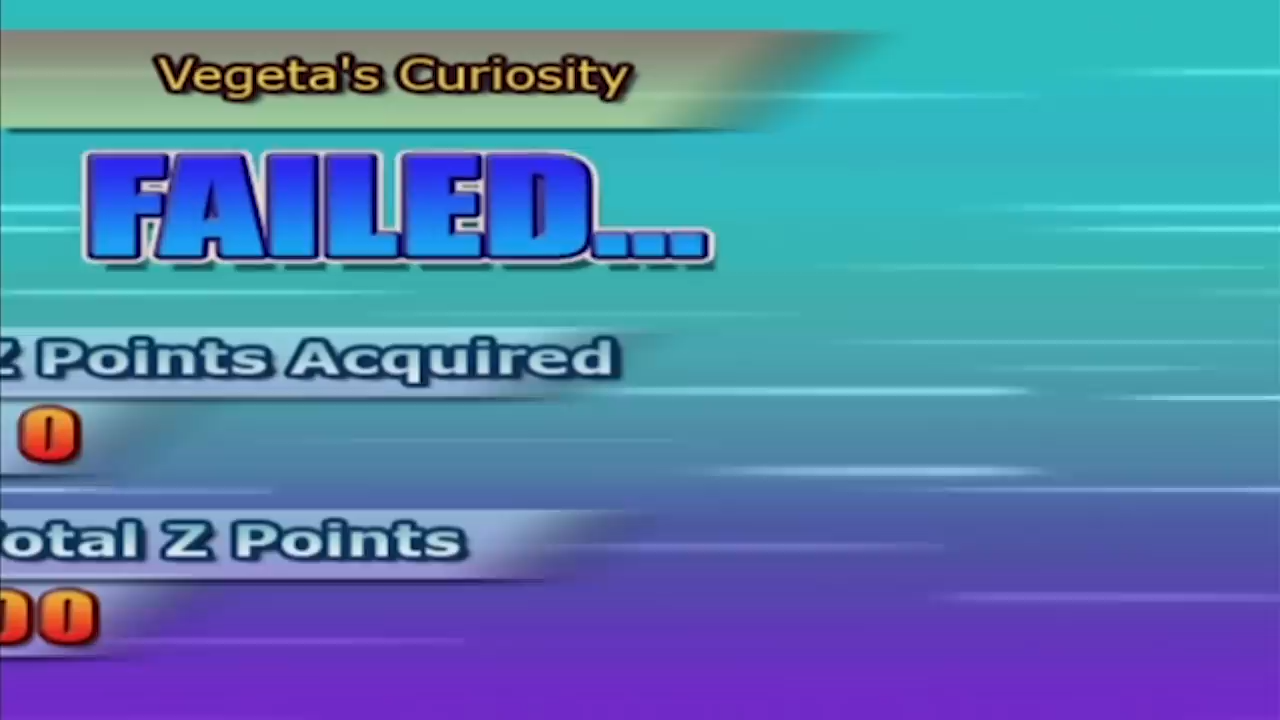 Vegeta's Curiosity
FAILED...
Z Points Acquired
0
otal Z Points
00